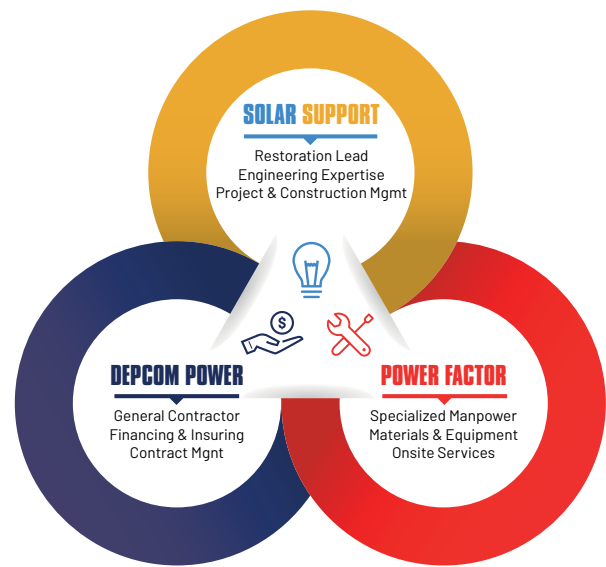 SOLAR SUPPORT
Restoration Lead
Engineering Expertise
Project & Construction Mgmt
$
DEPCOM POWER
General Contractor
Financing & Insuring
Contract Mgnt
POWER FACTOR
Specialized Manpower
Materials & Equipment
Onsite Services